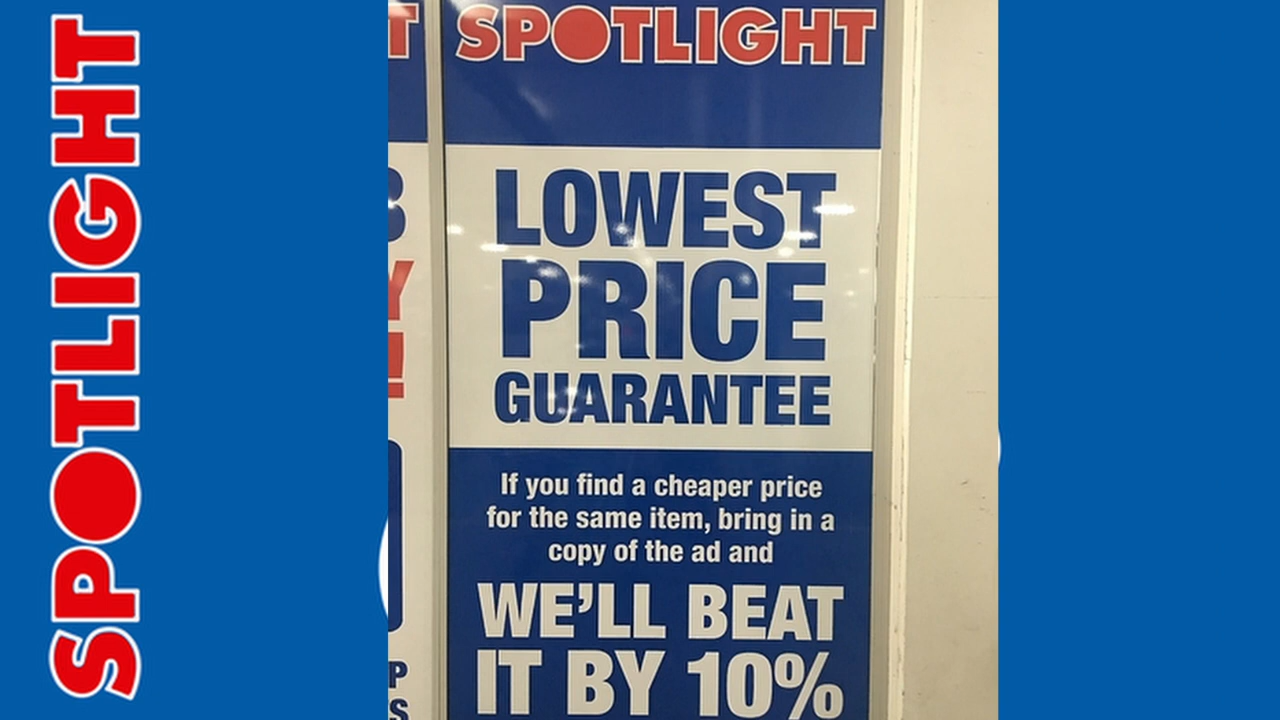 SPOTLIGHT
T
SPOTLIGHT
LOWEST
PRICE
GUARANTEE
If you find a cheaper price
for the same item, bring in a
copy of the ad and
WE'LL BEAT
IT BY 10%
Y
!
P
S